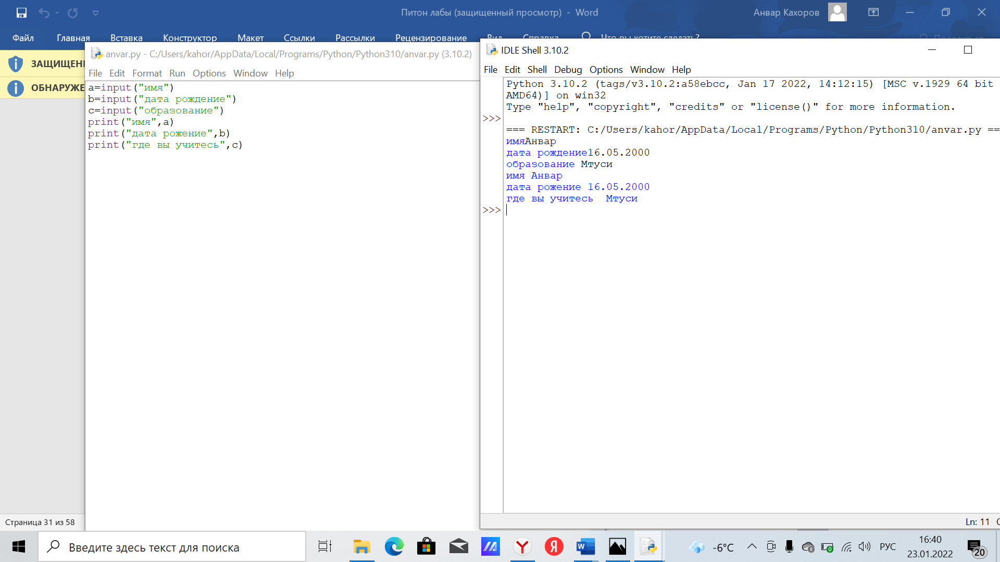 Питон лабы (защищенный просмотр) - Word
Анвар Кахоров
Файл Главная Вставка Конструктор Макет Ссылки Рассылки Рецензирование Вид Справка Что вы хотите сделать? Поделиться
ЗАЩИЩЕН
ОБНАРУЖЕ
anvar.py - C:/Users/kahor/AppData/Local/Programs/Python/Python310/anvar.py (3.10.2)
File Edit Format Run Options Window Help
a=input("имя")
b=input("дата рождение")
c=input("образование")
print("имя",a)
print("дата рожение",b)
print("где вы учитесь",c)
IDLE Shell 3.10.2
File Edit Shell Debug Options Window Help
Python 3.10.2 (tags/v3.10.2:a58ebcc, Jan 17 2022, 14:12:15) [MSC v.1929 64 bit
AMD64)] on win32
Type "help", "copyright", "credits" or "license()" for more information.
>>>
=== RESTART: C:/Users/kahor/AppData/Local/Programs/Python/Python310/anvar.py ==
имяАнвар
дата рождение16.05.2000
образование Мтуси
имя Анвар
дата рожение 16.05.2000
где вы учитесь  Мтуси
>>>
Ln: 11
Страница 31 из 58
Введите здесь текст для поиска
-6°C
РУС
16:40
23.01.2022
20